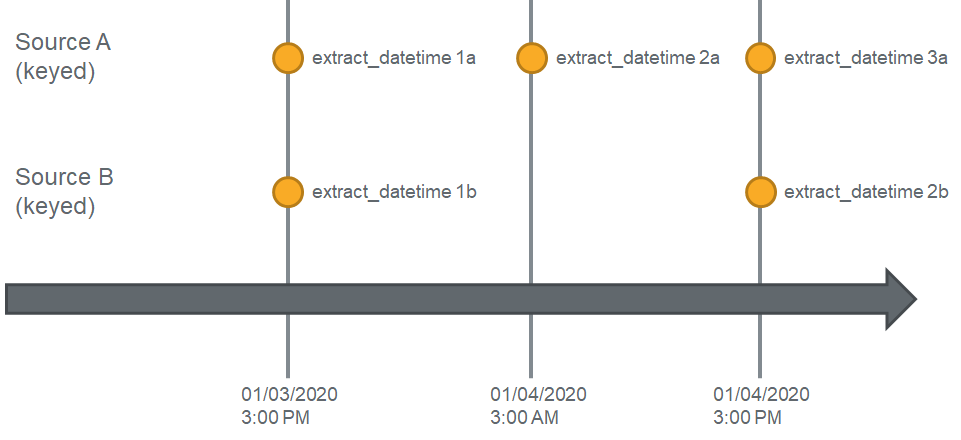 Source A
(keyed)
extract_datetime 1a
extract_datetime 2a
extract_datetime 3a
Source B
(keyed)
extract_datetime 1b
extract_datetime 2b
01/03/2020
3:00 PM
01/04/2020
3:00 AM
01/04/2020
3:00 PM